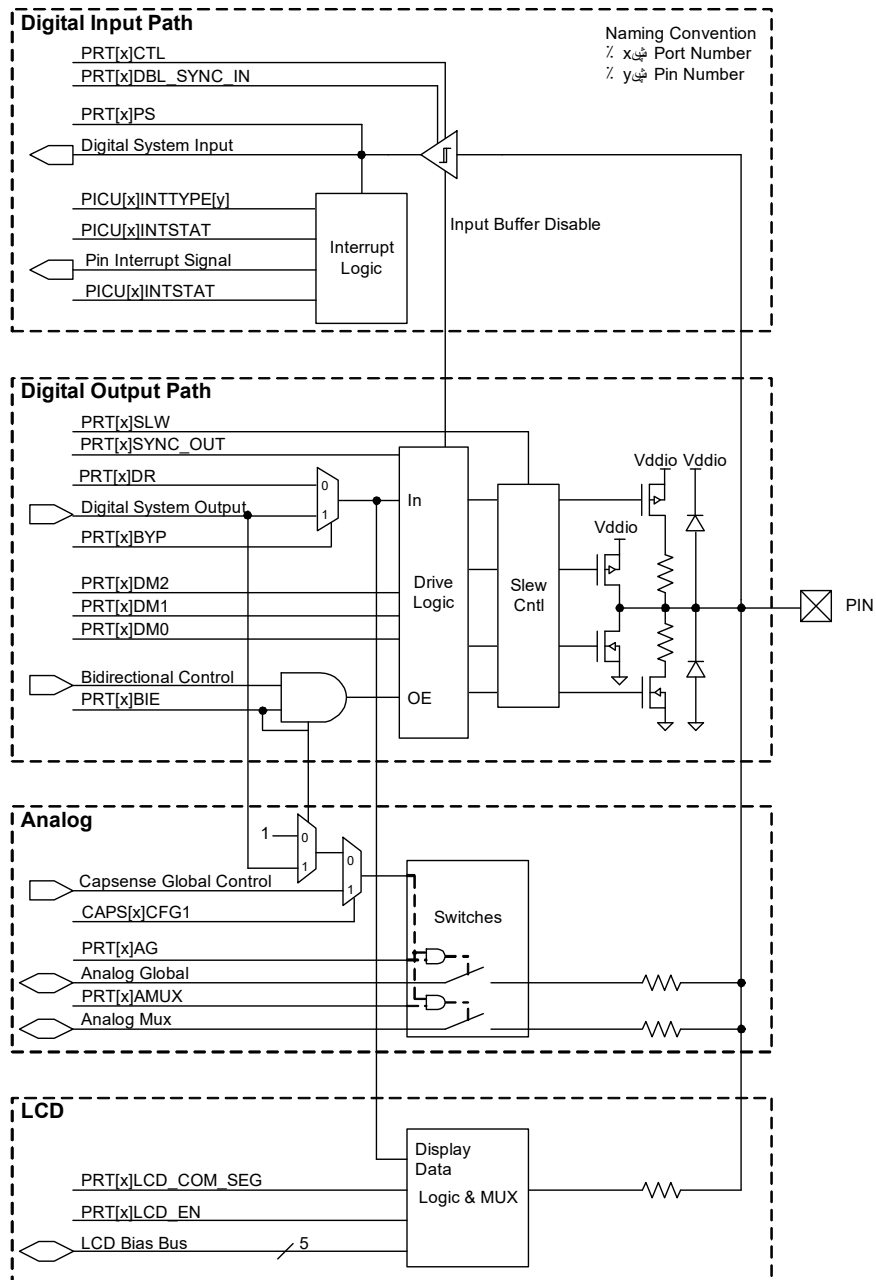 Digital Input Path
Naming Convention
PRT[x]CTL
Port Number
PRT[x]DBL_SYNC_IN
Pin Number
PRT[x]PS
Digital System Input
PICU[x]INTTYPE[y]
Input Buffer Disable
PICU[x]INTSTAT
Interrupt
Logic
Pin Interrupt Signal
PICU[x]INTSTAT
Digital Output Path
PRT[x]SLW
PRT[x]SYNC_OUT
Vddio Vddio
PRT[x]DR
0
In
Digital System Output
1
Vddio
PRT[x]BYP
PRT[x]DM2
Drive
Logic
Slew
Cntl
PRT[x]DM1
PIN
PRT[x]DM0
Bidirectional Control
PRT[x]BIE
OE
Analog
1
0
1
0
1
Capsense Global Control
CAPS[x]CFG1
Switches
PRT[x]AG
Analog Global
PRT[x]AMUX
Analog Mux
LCD
Display
Data
Logic & MUX
PRT[x]LCD_COM_SEG
PRT[x]LCD_EN
LCD Bias Bus
5